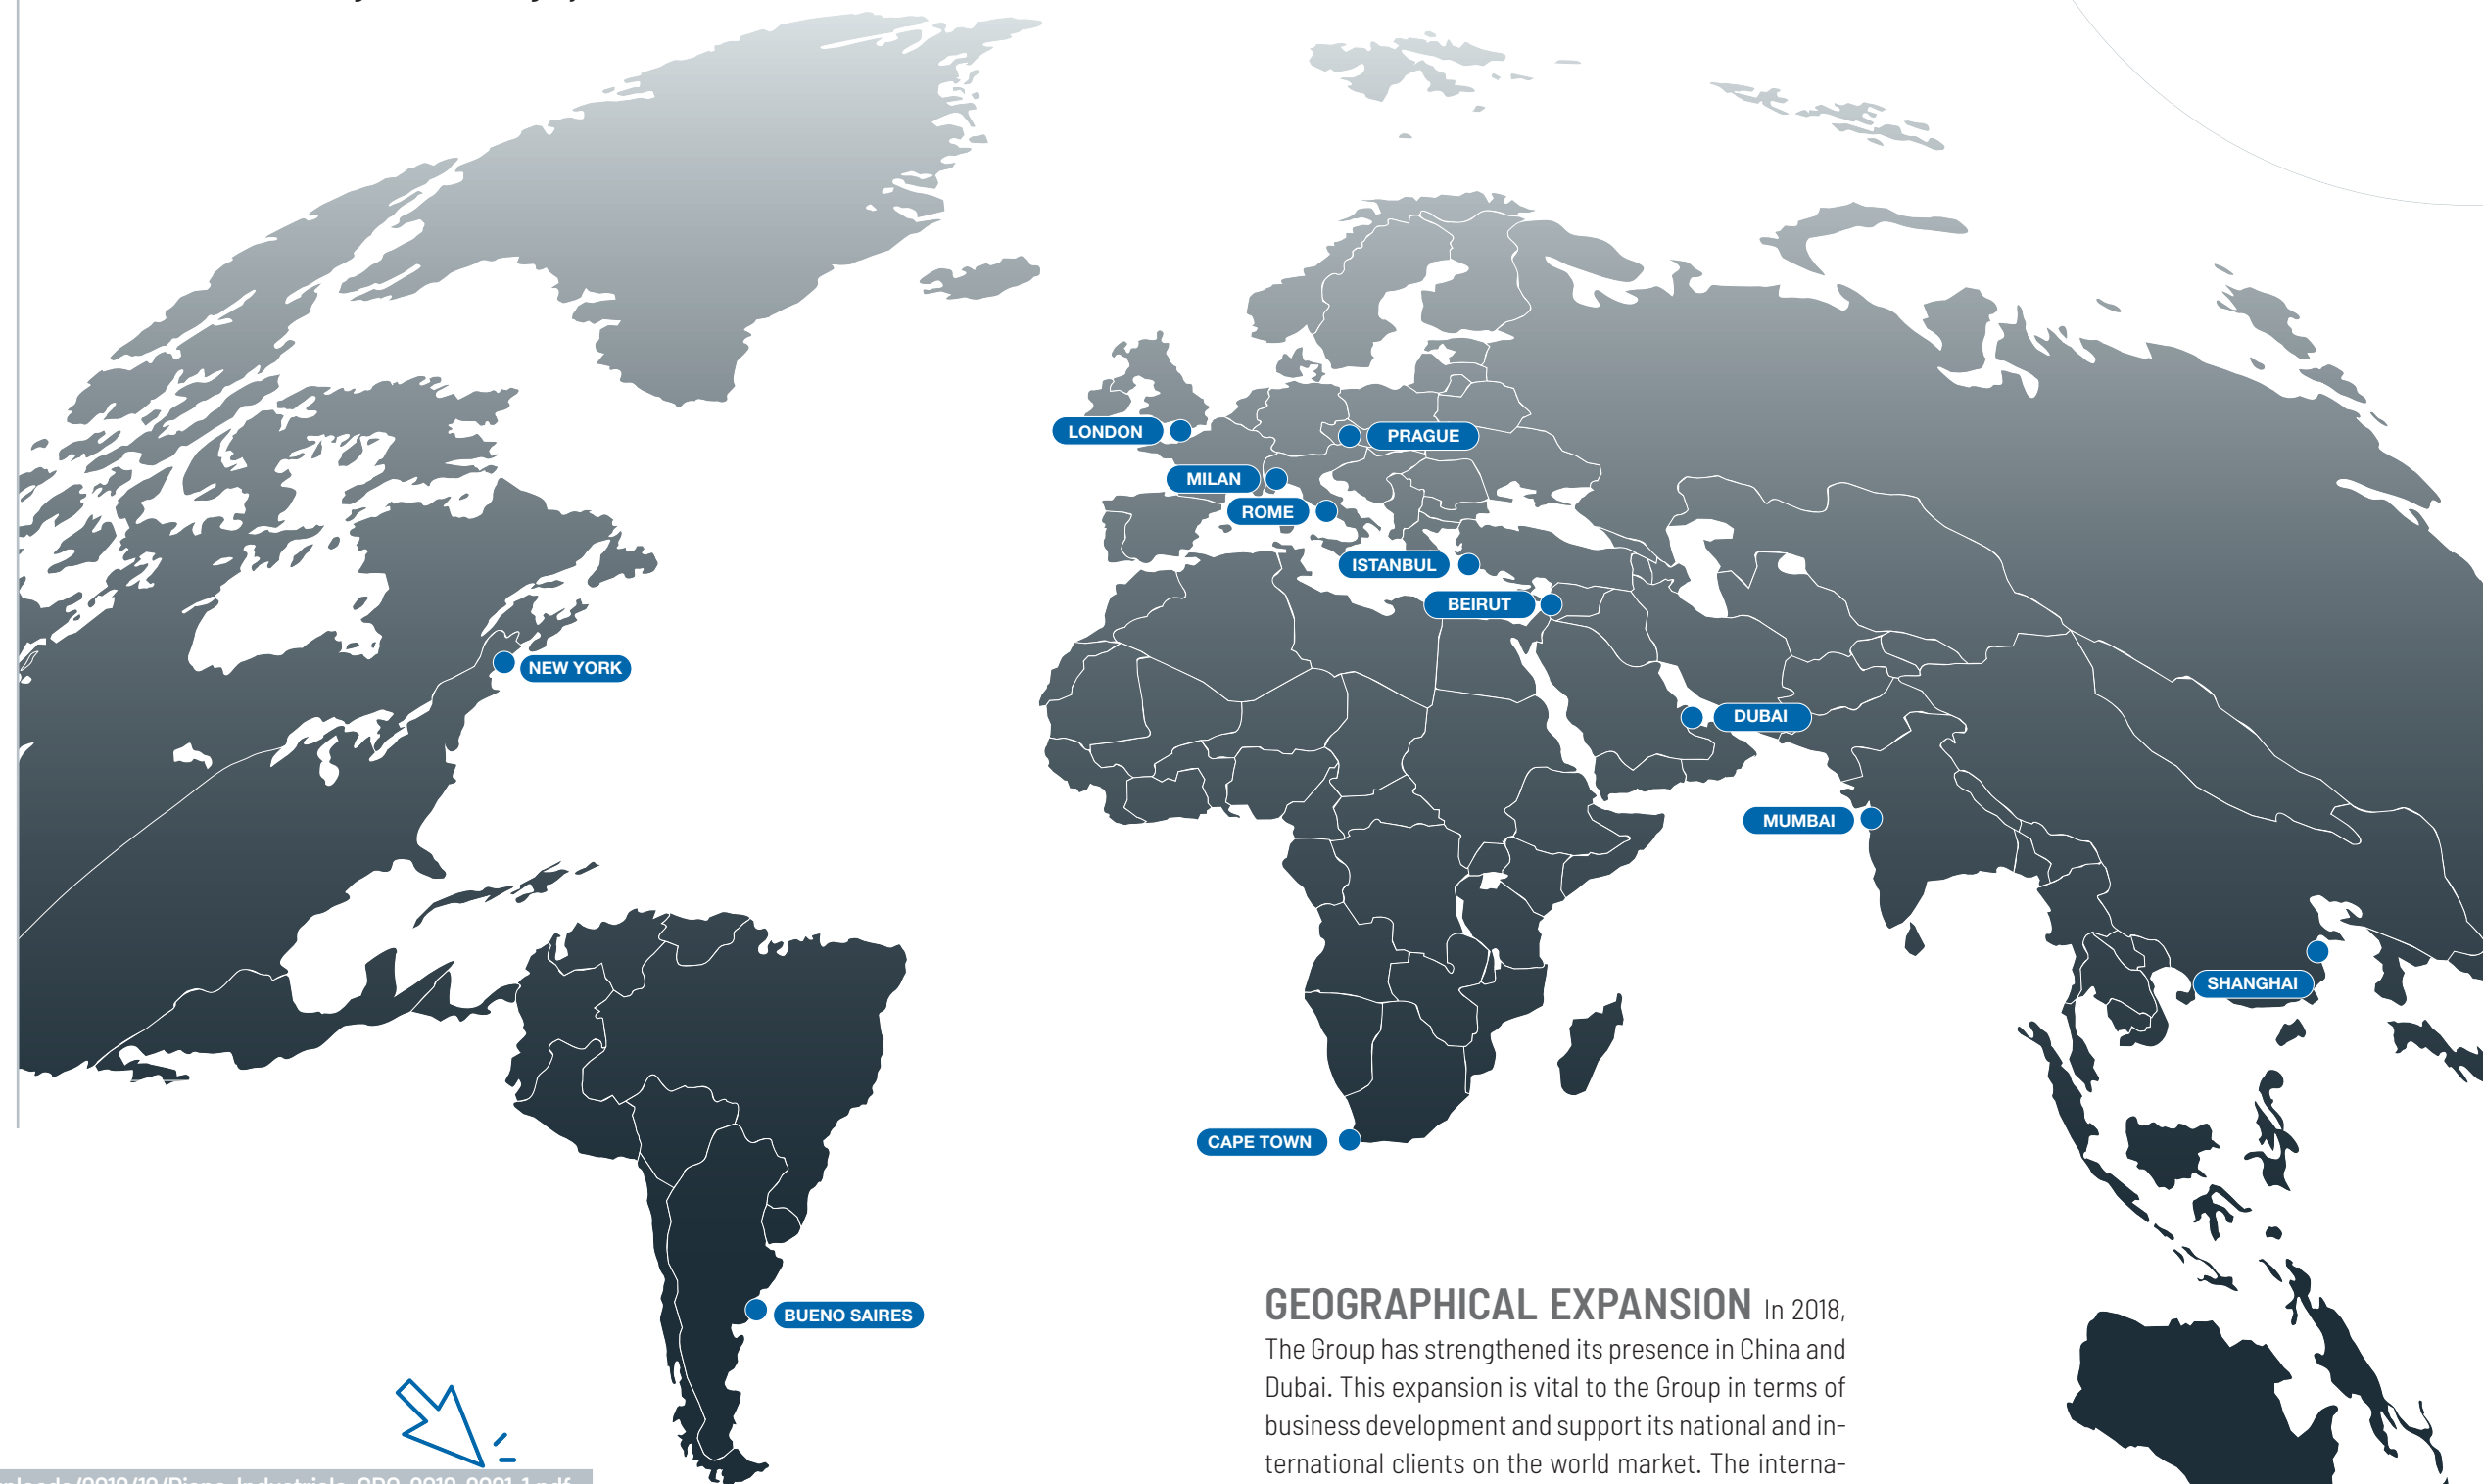 LONDON
PRAGUE
MILAN
ROME
ISTANBUL
BEIRUT
NEW YORK
DUBAI
MUMBAI
SHANGHAI
CAPE TOWN
BUENO SAIRES
GEOGRAPHICAL EXPANSION In 2018,
The Group has strengthened its presence in China and
Dubai. This expansion is vital to the Group in terms of
business development and support its national and in-
ternational clients on the world market. The interna-